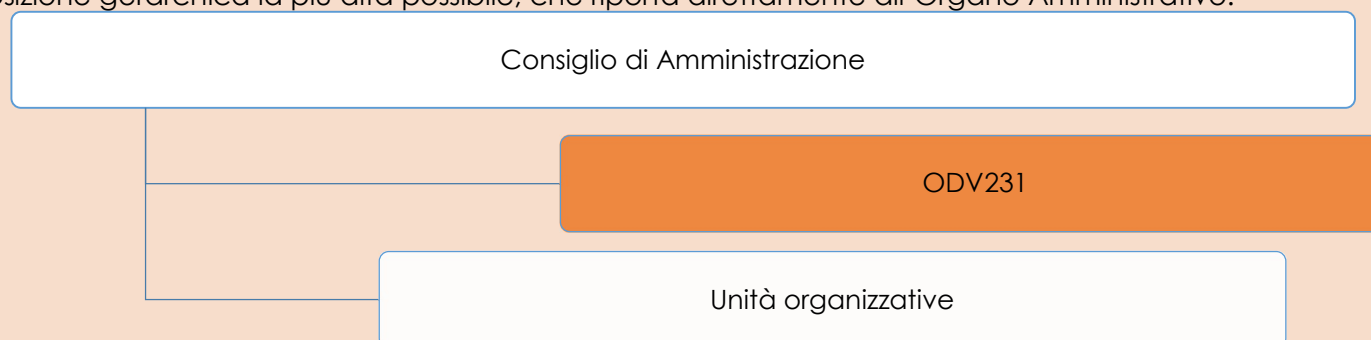 gerarchica la più alta possibile, che riporta direttamente all'Organo Amministrativo.
Consiglio di Amministrazione
ODV231
Unità organizzative